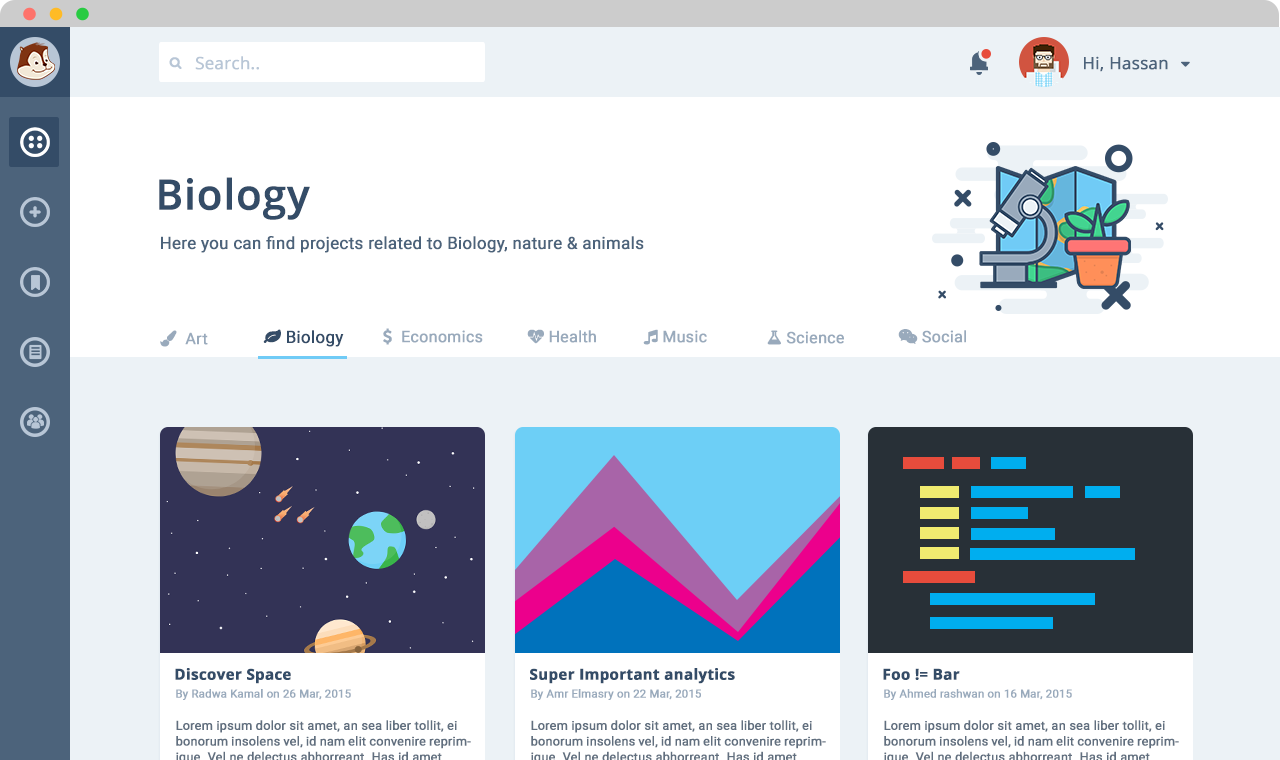 Search..
Hi, Hassan
Biology
Here you can find projects related to Biology, nature & animals
Art
Biology
Economics
Health
Music
Science
Social
Discover Space
By Radwa Kamal on 26 Mar, 2015
Lorem ipsum dolor sit amet, an sea liber tollit, ei
bonorum insolens vel, id nam elit convenire reprim-
ique. Vel ne delectus abhorreant. Has id amet
Super Important analytics
By Amr Elmasry on 22 Mar, 2015
Lorem ipsum dolor sit amet, an sea liber tollit, ei
bonorum insolens vel, id nam elit convenire reprim-
ique. Vel ne delectus abhorreant. Has id amet
Foo != Bar
By Ahmed rashwan on 16 Mar, 2015
Lorem ipsum dolor sit amet, an sea liber tollit, ei
bonorum insolens vel, id nam elit convenire reprim-
ique. Vel ne delectus abhorreant. Has id amet